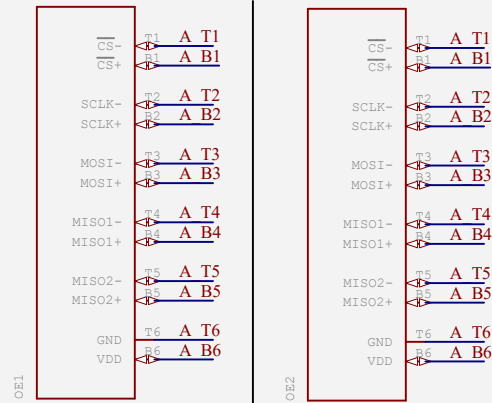 CS- T1 A T1
CS+ B1 A B1
SCLK- T2 A T2
SCLK+ B2 A B2
MOSI- T3 A T3
MOSI+ B3 A B3
MISO1- T4 A T4
MISO1+ B4 A B4
MISO2- T5 A T5
MISO2+ B5 A B5
GND T6 A T6
VDD B6 A B6
OE1
CS- T1 A T1
CS+ B1 A B1
SCLK- T2 A T2
SCLK+ B2 A B2
MOSI- T3 A T3
MOSI+ B3 A B3
MISO1- T4 A T4
MISO1+ B4 A B4
MISO2- T5 A T5
MISO2+ B5 A B5
GND T6 A T6
VDD B6 A B6
OE2